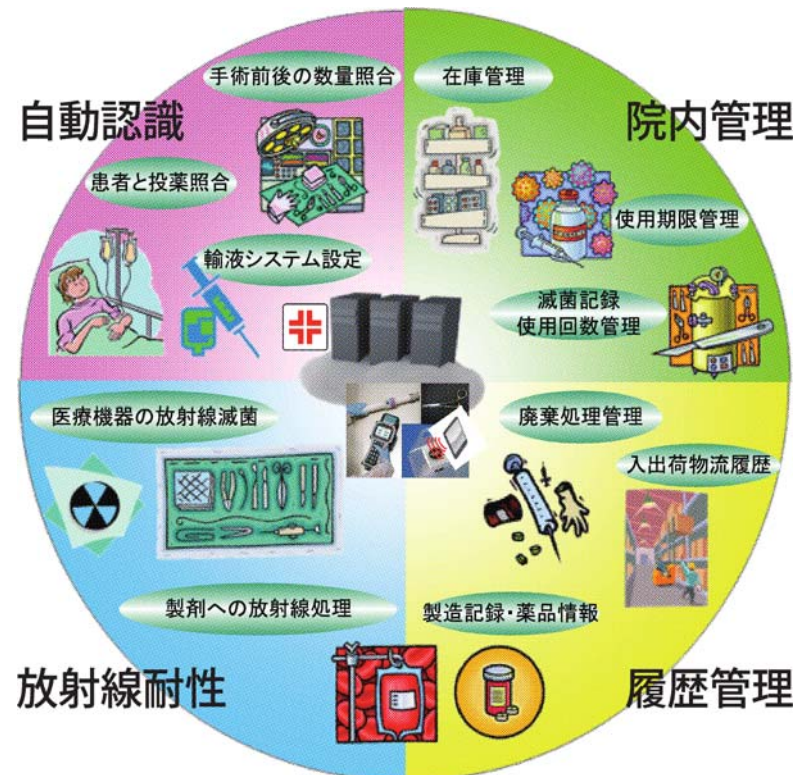 自動認識
手術前後の数量照合
患者と投薬照合
輸液システム設定
院内管理
在庫管理
使用期限管理
滅菌記録
使用回数管理
医療機器の放射線滅菌
製剤への放射線処理
放射線耐性
廃棄処理管理
入出荷物流履歴
製造記録・薬品情報
履歴管理